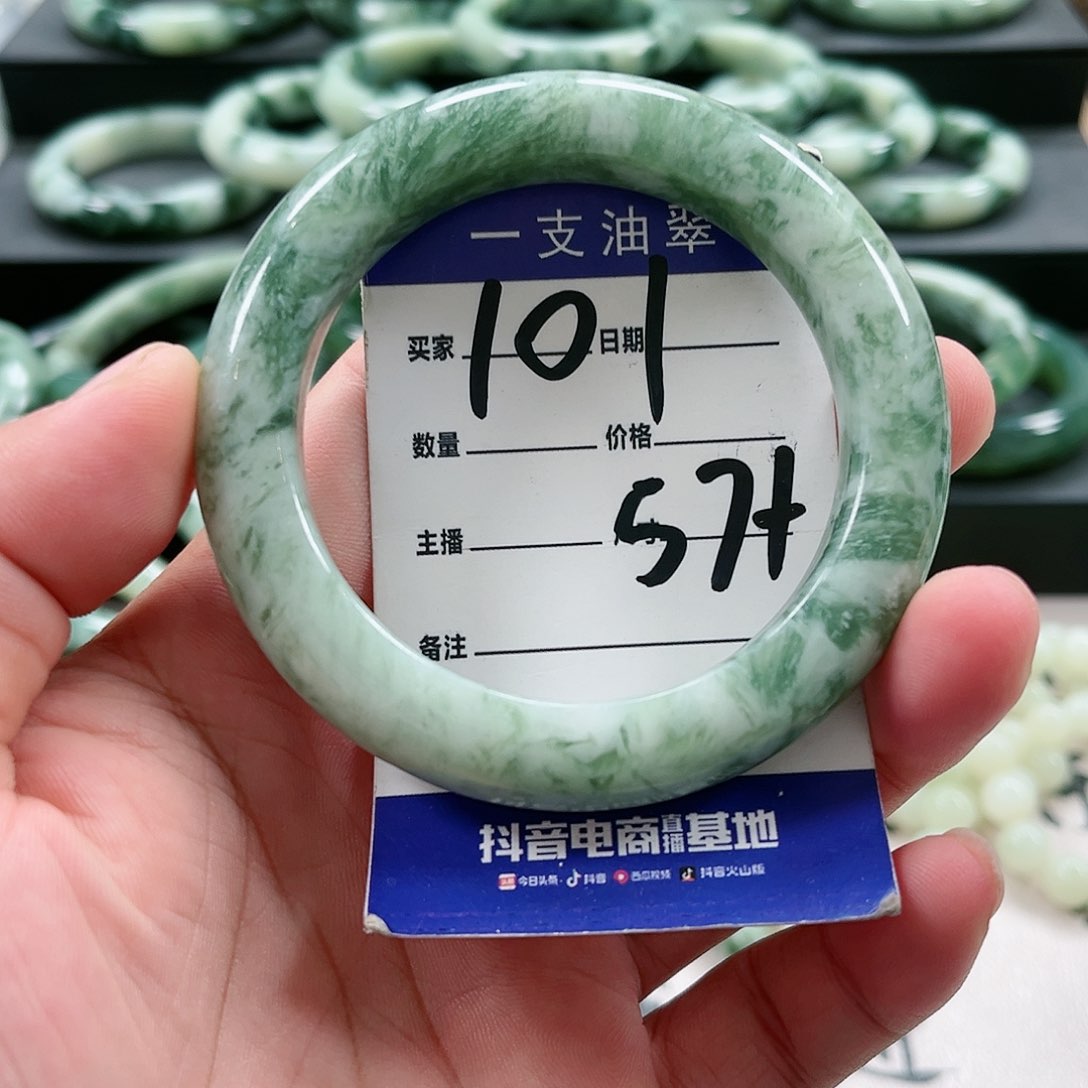 一支油翠
买家 101 日期
数量 价格
主播 57+
备注
抖音电商直播基地
今日头条 抖音 西瓜视频 抖音火山版